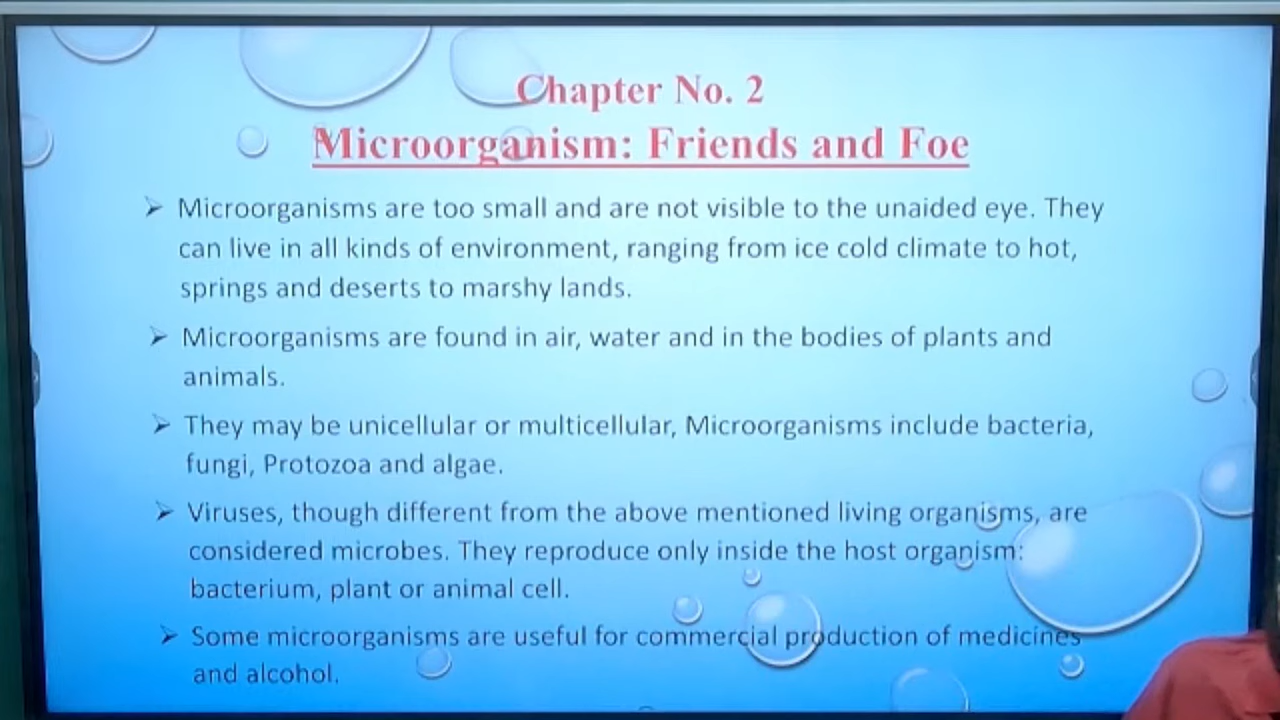 Chapter No. 2
Microorganism: Friends and Foe
➢ Microorganisms are too small and are not visible to the unaided eye. They
can live in all kinds of environment, ranging from ice cold climate to hot,
springs and deserts to marshy lands.
➢ Microorganisms are found in air, water and in the bodies of plants and
animals.
➢ They may be unicellular or multicellular, Microorganisms include bacteria,
fungi, Protozoa and algae.
➢ Viruses, though different from the above mentioned living organisms, are
considered microbes. They reproduce only inside the host organism:
bacterium, plant or animal cell.
➢ Some microorganisms are useful for commercial production of medicines
and alcohol.